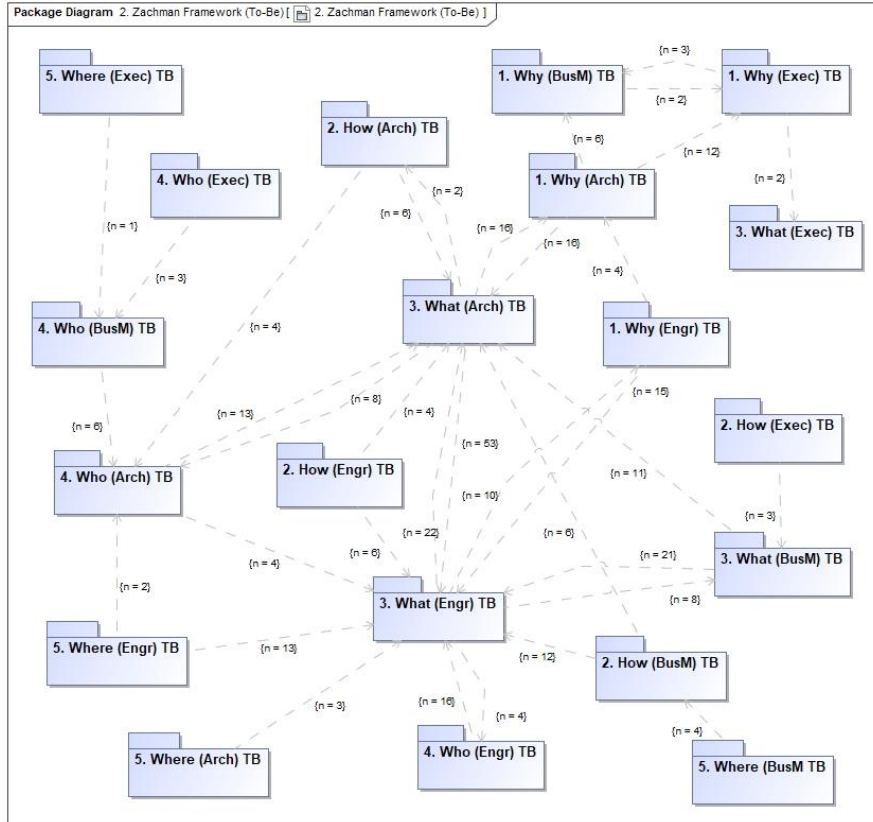 Package Diagram 2. Zachman Framework (To-Be) [ 2. Zachman Framework (To-Be) ]
5. Where (Exec) TB
1. Why (BusM) TB
{n = 3}
1. Why (Exec) TB
{n = 2}
2. How (Arch) TB
{n = 6}
{n = 12}
4. Who (Exec) TB
{n = 2}
1. Why (Arch) TB
{n = 2}
{n = 6}
{n = 1}
{n = 16}
{n = 16}
3. What (Exec) TB
{n = 3}
{n = 4}
3. What (Arch) TB
4. Who (BusM) TB
{n = 4}
1. Why (Engr) TB
{n = 15}
{n = 8}
{n = 13}
{n = 4}
2. How (Exec) TB
{n = 6}
{n = 53}
2. How (Engr) TB
4. Who (Arch) TB
{n = 11}
{n = 10}
{n = 3}
{n = 22}
{n = 6}
{n = 6}
{n = 21}
3. What (BusM) TB
{n = 4}
{n = 2}
3. What (Engr) TB
{n = 8}
5. Where (Engr) TB
{n = 13}
{n = 12}
2. How (BusM) TB
{n = 3}
{n = 16}
{n = 4}
{n = 4}
4. Who (Engr) TB
5. Where (Arch) TB
5. Where (BusM TB